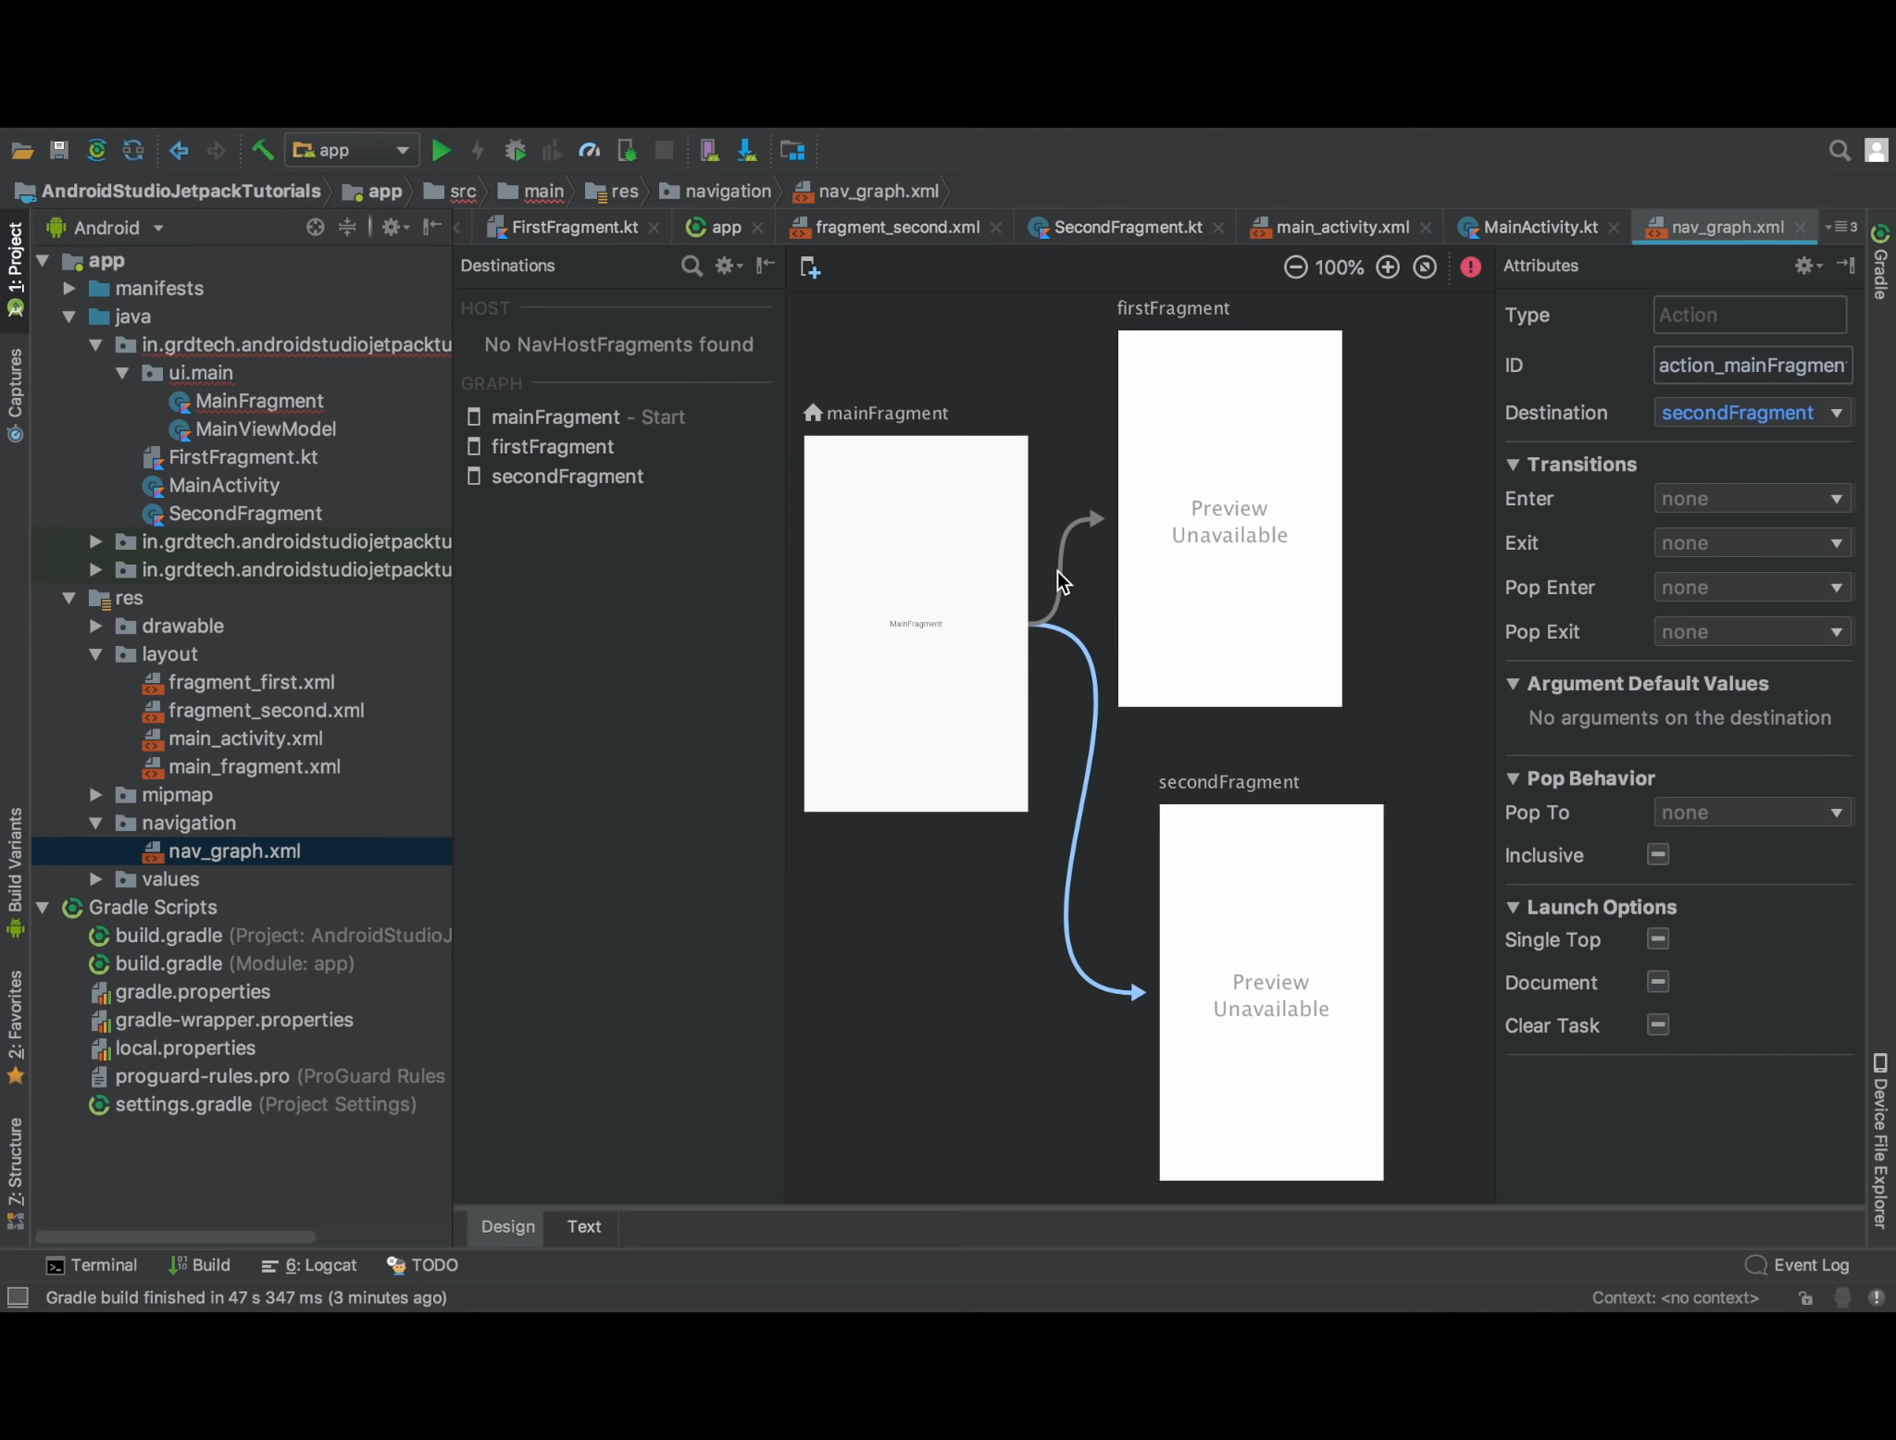 app
AndroidStudioJetpackTutorials app src main res navigation nav_graph.xml
Android
FirstFragment.kt app fragment_second.xml SecondFragment.kt main_activity.xml MainActivity.kt nav_graph.xml 3
1: Project
Captures
Build Variants
2: Favorites
7: Structure
app
manifests
java
in.grdtech.androidstudiojetpacktu
ui.main
MainFragment
MainViewModel
FirstFragment.kt
MainActivity
SecondFragment
in.grdtech.androidstudiojetpacktu
in.grdtech.androidstudiojetpacktu
res
drawable
layout
fragment_first.xml
fragment_second.xml
main_activity.xml
main_fragment.xml
mipmap
navigation
nav_graph.xml
values
Gradle Scripts
build.gradle (Project: AndroidStudioJ
build.gradle (Module: app)
gradle.properties
gradle-wrapper.properties
local.properties
proguard-rules.pro (ProGuard Rules
settings.gradle (Project Settings)
Destinations
HOST
No NavHostFragments found
GRAPH
mainFragment - Start
firstFragment
secondFragment
100%
firstFragment
Preview
Unavailable
mainFragment
MainFragment
secondFragment
Preview
Unavailable
Attributes
Type Action
ID action_mainFragment
Destination secondFragment
Transitions
Enter none
Exit none
Pop Enter none
Pop Exit none
Argument Default Values
No arguments on the destination
Pop Behavior
Pop To none
Inclusive
Launch Options
Single Top
Document
Clear Task
Gradle
Device File Explorer
Design Text
Terminal Build 6: Logcat TODO Event Log
Gradle build finished in 47 s 347 ms (3 minutes ago) Context: <no context>